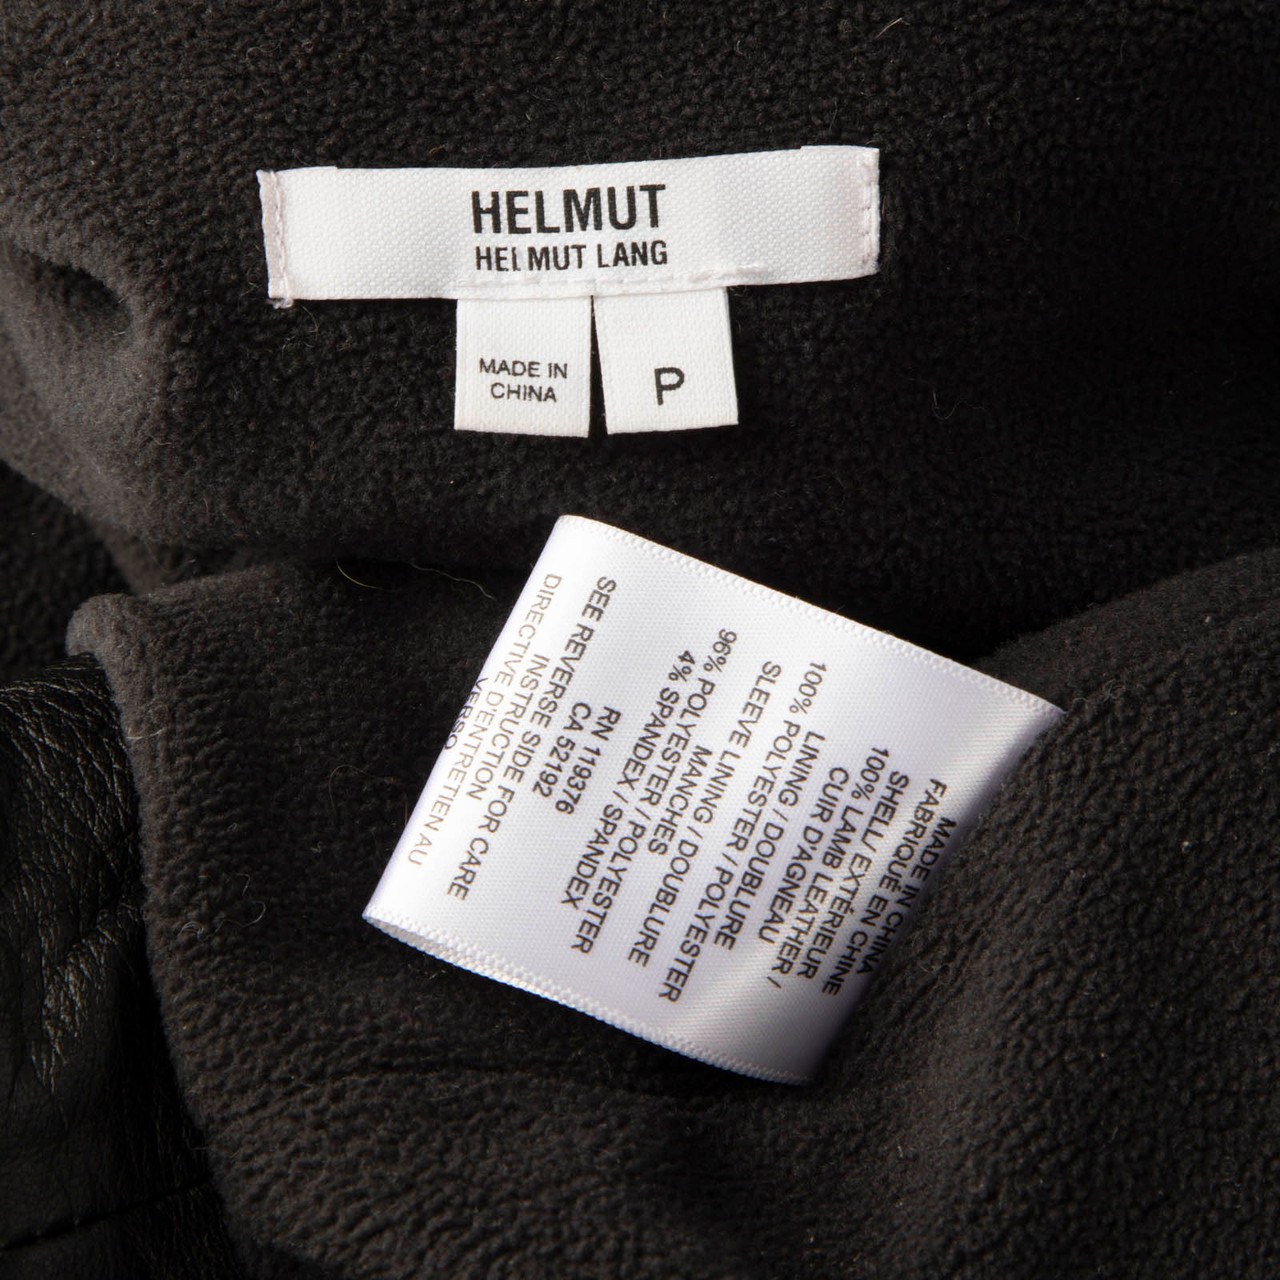 HELMUT
HELMUT LANG
MADE IN
CHINA
P
MADE IN CHINA
FABRIQUE EN CHINE
SHELL/ EXTÉRIEUR
100% LAMB LEATHER/
CUIR D'AGNEAU
LINING / DOUBLURE
100% POLYESTER / POLYESTER
SLEEVE LINING / DOUBLURE
MANCHES
96% POLYESTER / POLYESTER
4% SPANDEX / SPANDEX
RN 119376
CA 52192
SEE REVERSE SIDE FOR CARE
INSTRUCTION
DIRECTIVE D'ENTRETIEN AU
VERSO